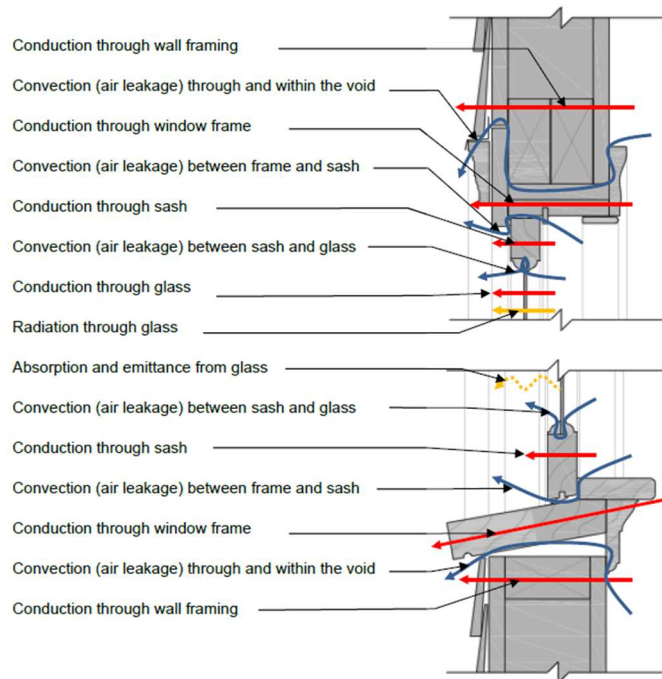 Conduction through wall framing
Convection (air leakage) through and within the void
Conduction through window frame
Convection (air leakage) between frame and sash
Conduction through sash
Convection (air leakage) between sash and glass
Conduction through glass
Radiation through glass
Absorption and emittance from glass
Convection (air leakage) between sash and glass
Conduction through sash
Convection (air leakage) between frame and sash
Conduction through window frame
Convection (air leakage) through and within the void
Conduction through wall framing